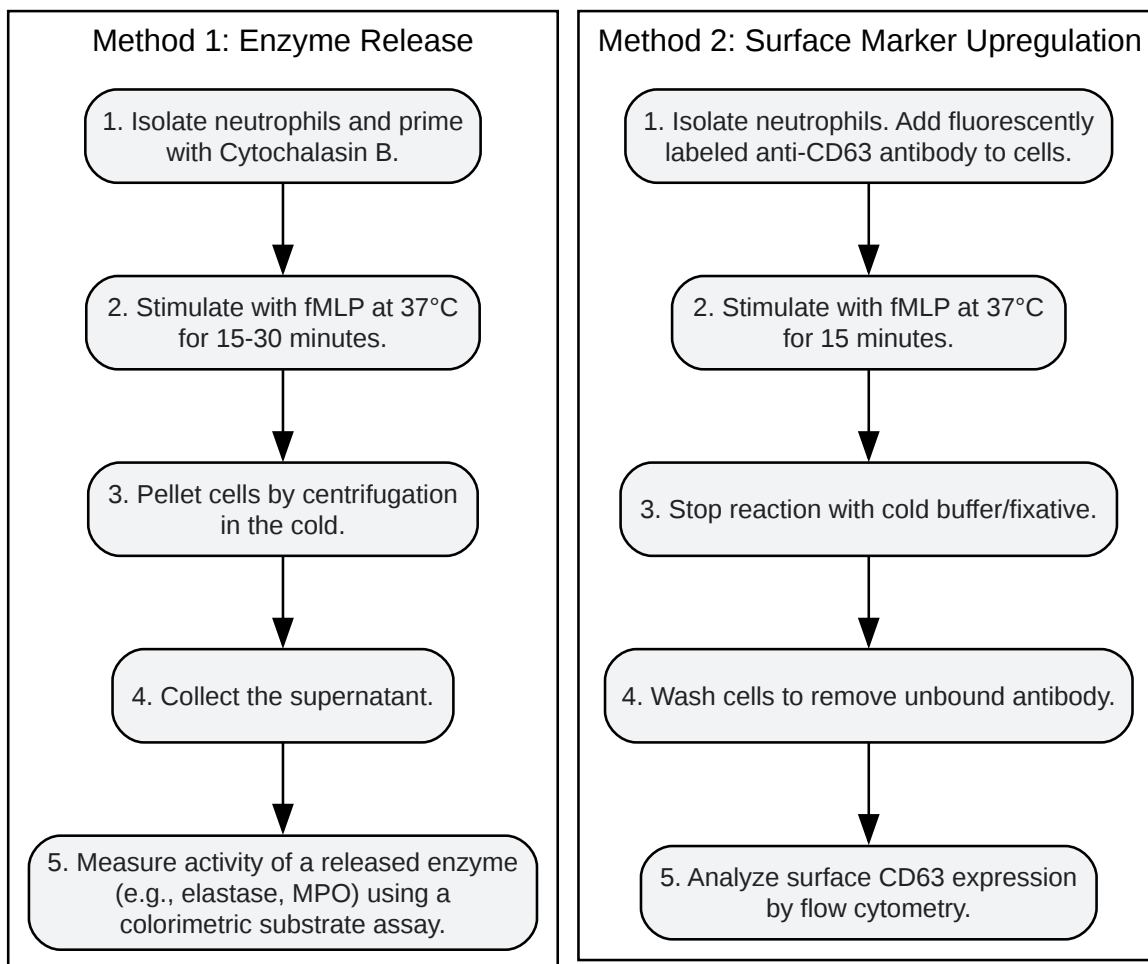 Method 1: Enzyme Release
1. Isolate neutrophils and prime
with Cytochalasin B.
2. Stimulate with fMLP at 37°C
for 15-30 minutes.
3. Pellet cells by centrifugation
in the cold.
4. Collect the supernatant.
5. Measure activity of a released enzyme
(e.g., elastase, MPO) using a
colorimetric substrate assay.
Method 2: Surface Marker Upregulation
1. Isolate neutrophils. Add fluorescently
labeled anti-CD63 antibody to cells.
2. Stimulate with fMLP at 37°C
for 15 minutes.
3. Stop reaction with cold buffer/fixative.
4. Wash cells to remove unbound antibody.
5. Analyze surface CD63 expression
by flow cytometry.